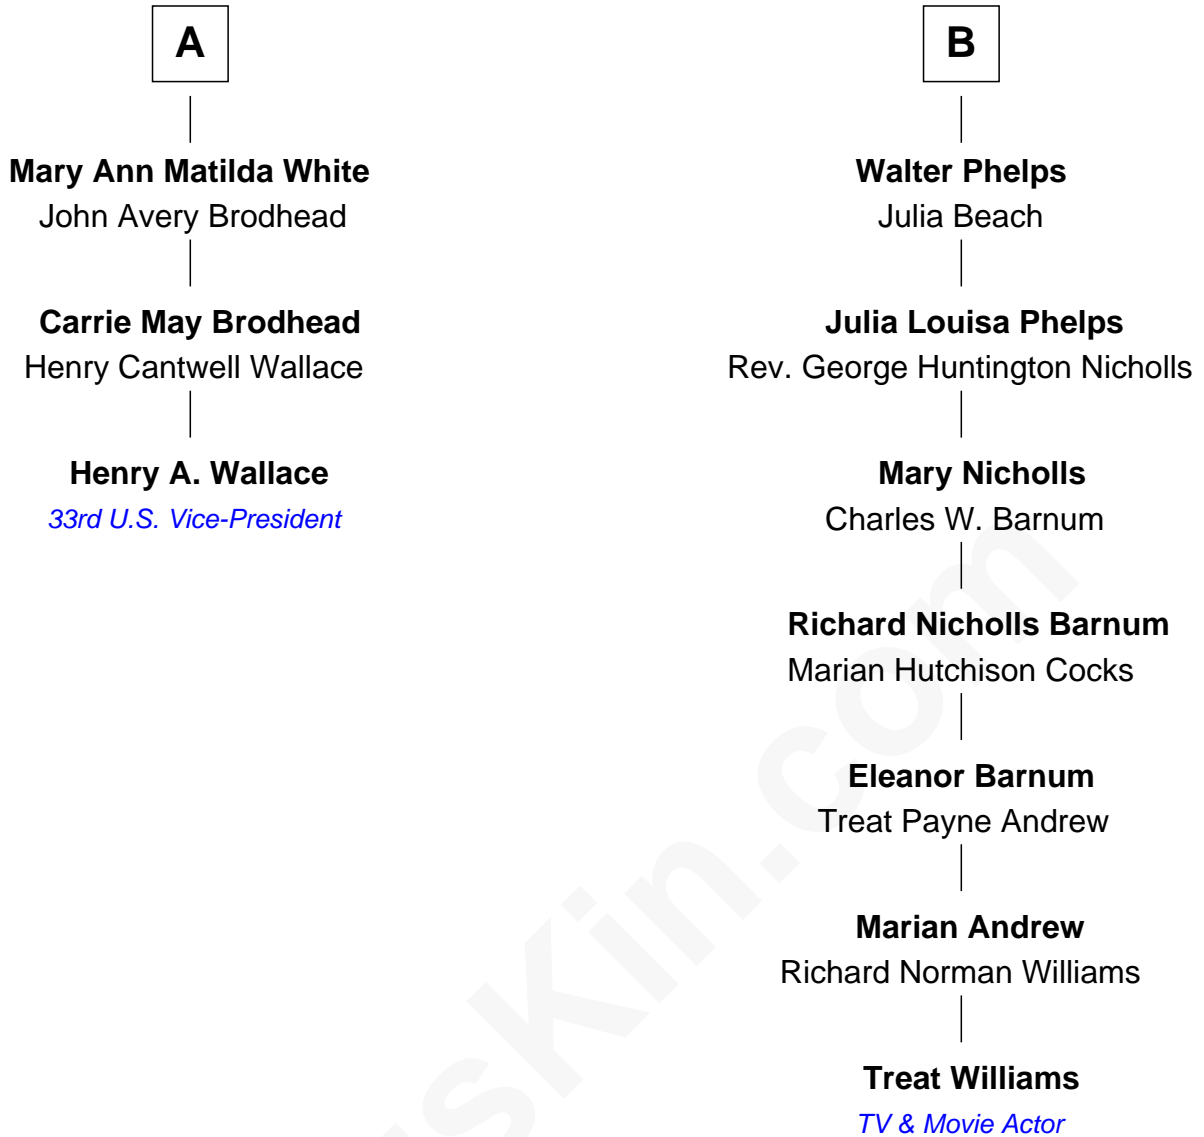 A
Mary Ann Matilda White
John Avery Brodhead
Carrie May Brodhead
Henry Cantwell Wallace
Henry A. Wallace
33rd U.S. Vice-President
B
Walter Phelps
Julia Beach
Julia Louisa Phelps
Rev. George Huntington Nicholls
Mary Nicholls
Charles W. Barnum
Richard Nicholls Barnum
Marian Hutchison Cocks
Eleanor Barnum
Treat Payne Andrew
Marian Andrew
Richard Norman Williams
Treat Williams
TV & Movie Actor
sKin.com